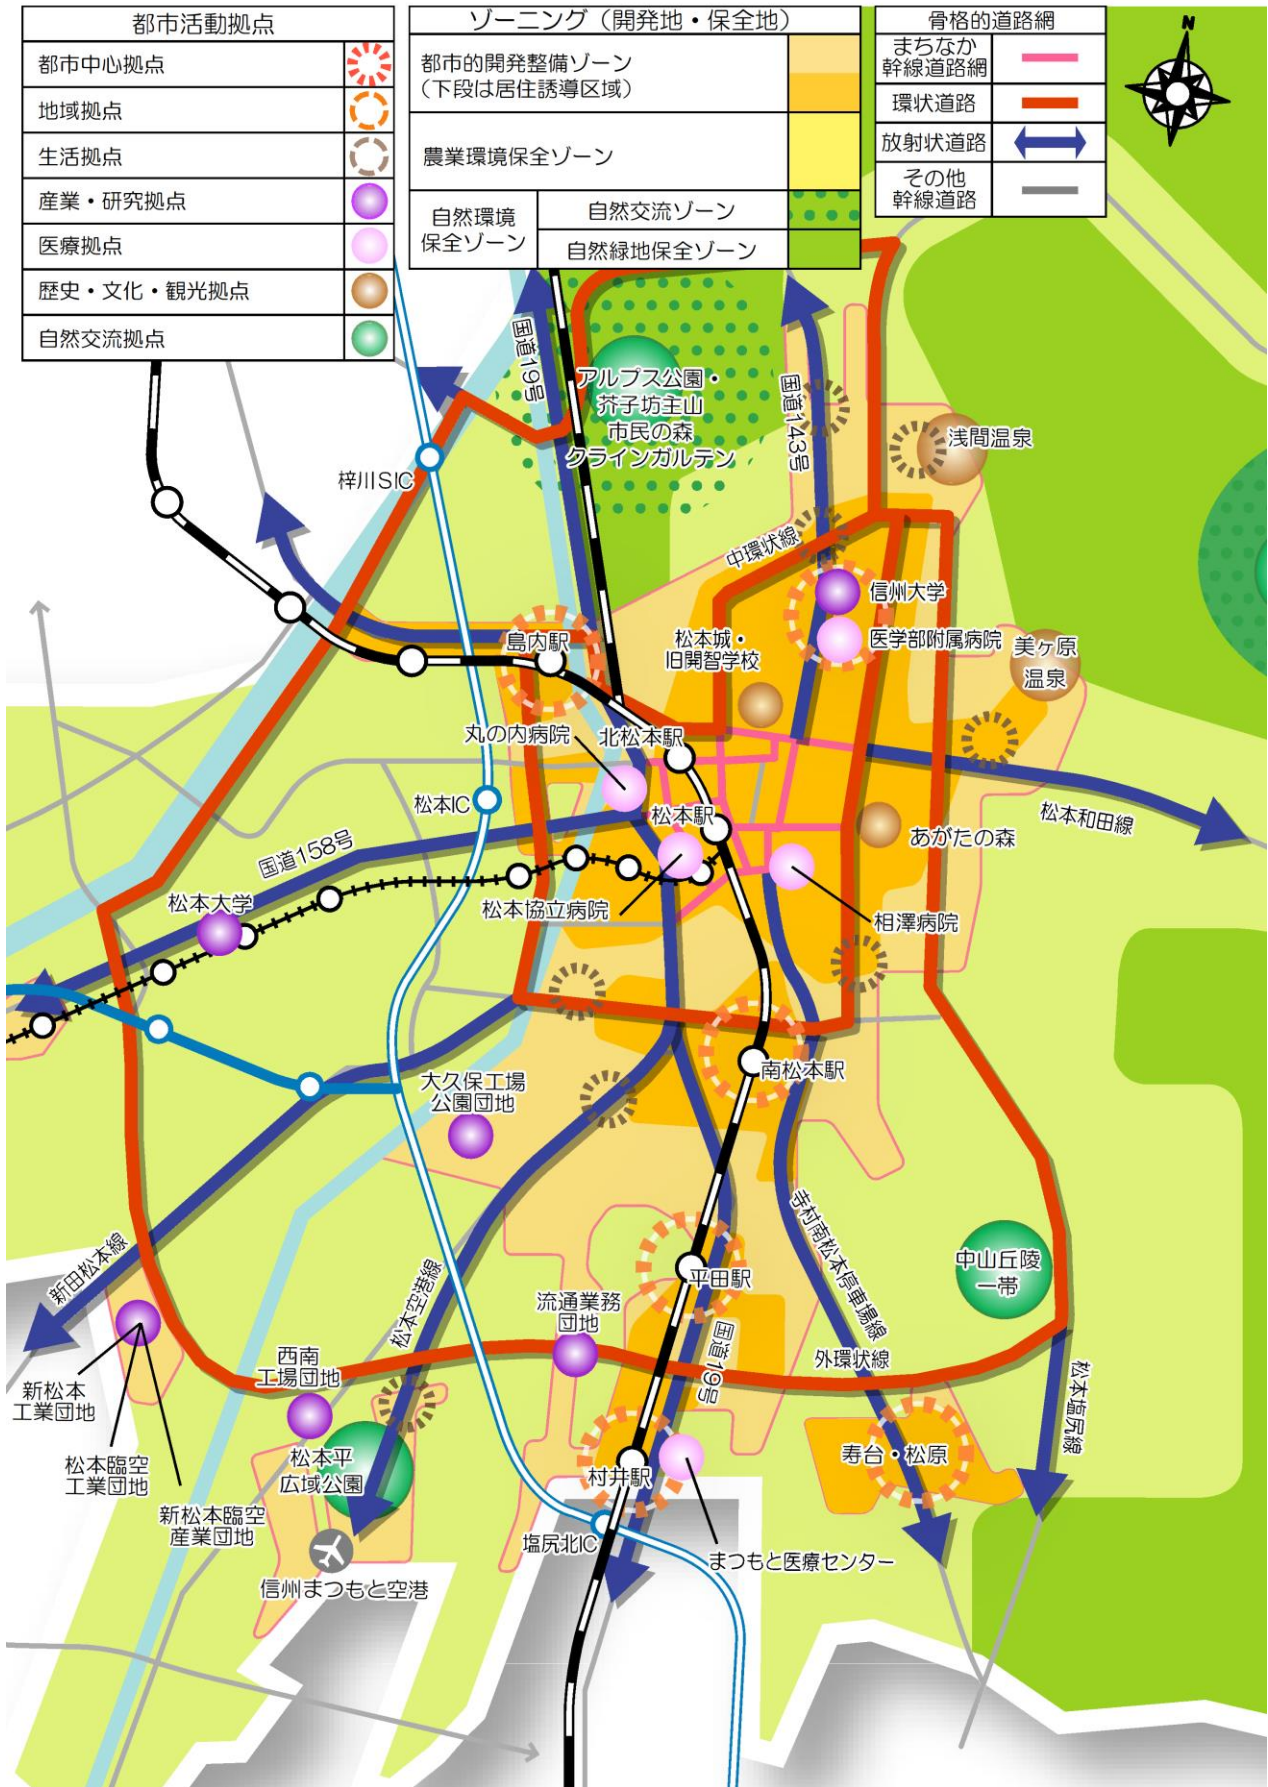 都市活動拠点
都市中心拠点
地域拠点
生活拠点
産業・研究拠点
医療拠点
歴史・文化・観光拠点
自然交流拠点
ゾーニング（開発地・保全地）
都市的開発整備ゾーン
（下段は居住誘導区域）
農業環境保全ゾーン
自然環境
保全ゾーン
自然交流ゾーン
自然緑地保全ゾーン
骨格的道路網
まちなか
幹線道路網
環状道路
放射状道路
その他
幹線道路
N
国道19号
アルプス公園・
芥子坊主山
市民の森
クラインガルテン
国道143号
浅間温泉
梓川SIC
中環状線
信州大学
医学部附属病院
島内駅
松本城・
旧開智学校
美ヶ原
温泉
丸の内病院
北松本駅
松本IC
松本駅
松本和田線
あがたの森
国道158号
松本大学
松本協立病院
相澤病院
南松本駅
大久保工場
公園団地
寺村南松本停車場線
新田松本線
松本空港線
平田駅
中山丘陵
一帯
流通業務
団地
国道19号
外環状線
松本塩尻線
西南
工場団地
新松本
工業団地
松本臨空
工業団地
新松本臨空
産業団地
松本平
広域公園
村井駅
寿台・松原
塩尻北IC
まつもと医療センター
信州まつもと空港